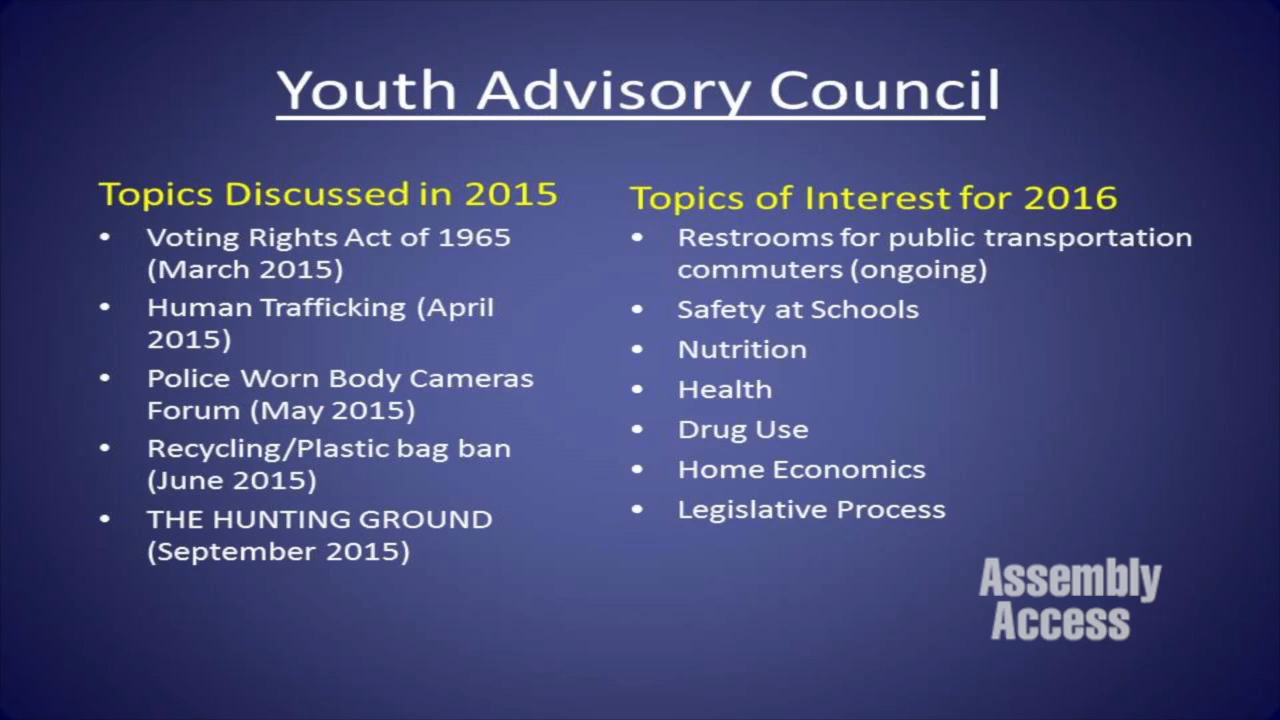 Youth Advisory Council
Topics Discussed in 2015
• Voting Rights Act of 1965
(March 2015)
• Human Trafficking (April
2015)
• Police Worn Body Cameras
Forum (May 2015)
• Recycling/Plastic bag ban
(June 2015)
• THE HUNTING GROUND
(September 2015)
Topics of Interest for 2016
• Restrooms for public transportation
commuters (ongoing)
• Safety at Schools
• Nutrition
• Health
• Drug Use
• Home Economics
• Legislative Process
Assembly
Access